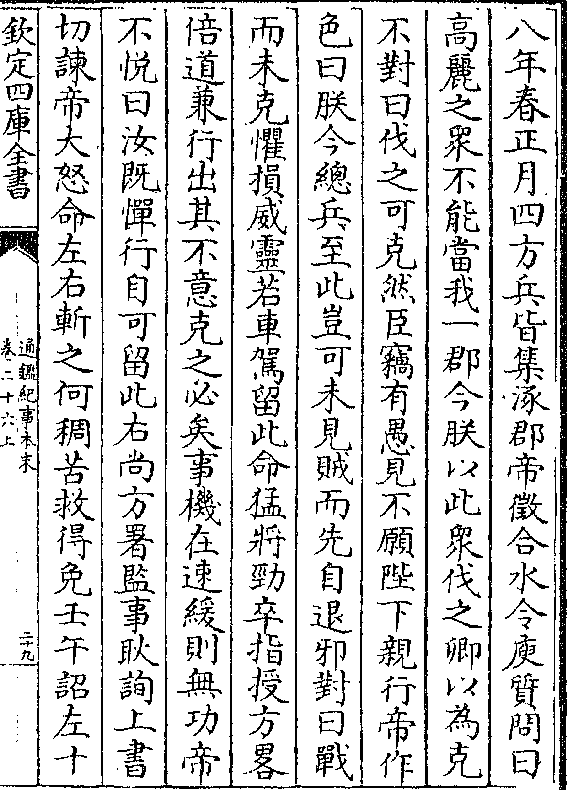 八年春正月四方兵皆集涿郡帝徵合水令庾質問曰
高麗之衆不能當我一郡今朕以此衆伐之卿以為克
不對曰伐之可克然臣竊有愚見不願陛下親行帝作
色曰朕今總兵至此豈可未見賊而先自退邪對曰戰
而未克懼損威靈若車駕留此命猛將勁卒指授方畧
倍道兼行出其不意克之必矣事機在速緩則無功帝
不悦曰汝既憚行自可留此右尚方署監事耿詢上書
切諫帝大怒命左右斬之何稠苦救得免壬午詔左十
欽定四庫全書
通鑑紀事本末
卷二十六上
二十九